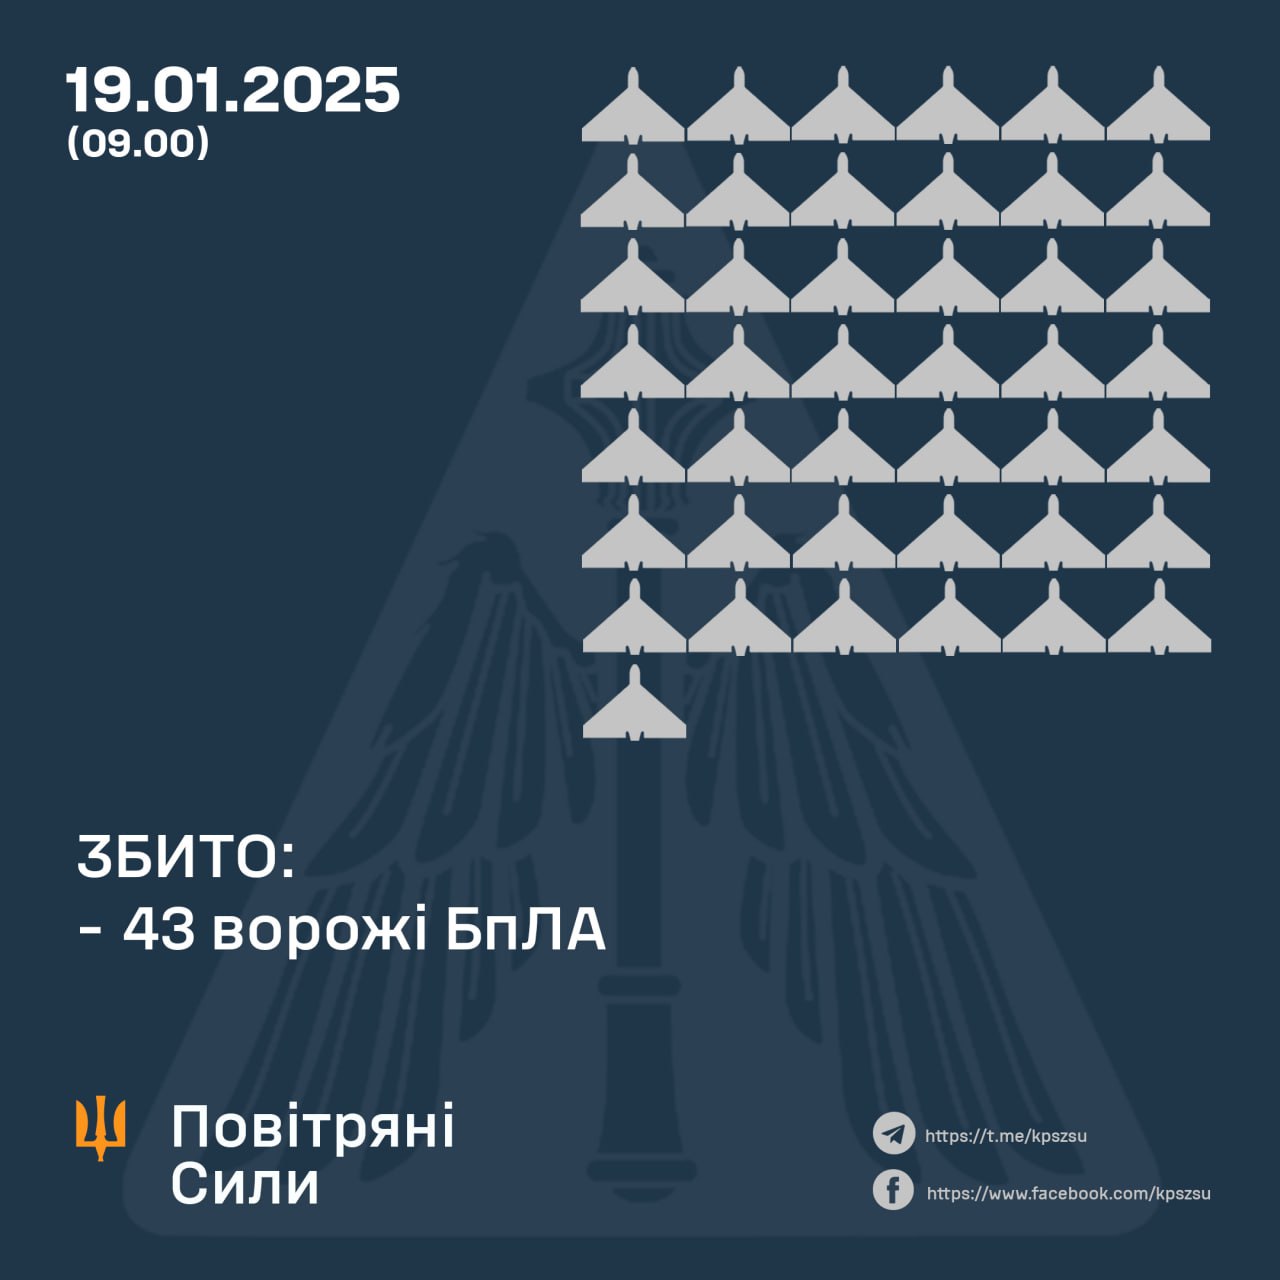 19.01.2025
(09.00)
ЗБИТО:
- 43 ворожі БпЛА
Повітряні
Сили
https://t.me/kpszsu
https://www.facebook.com/kpszsu